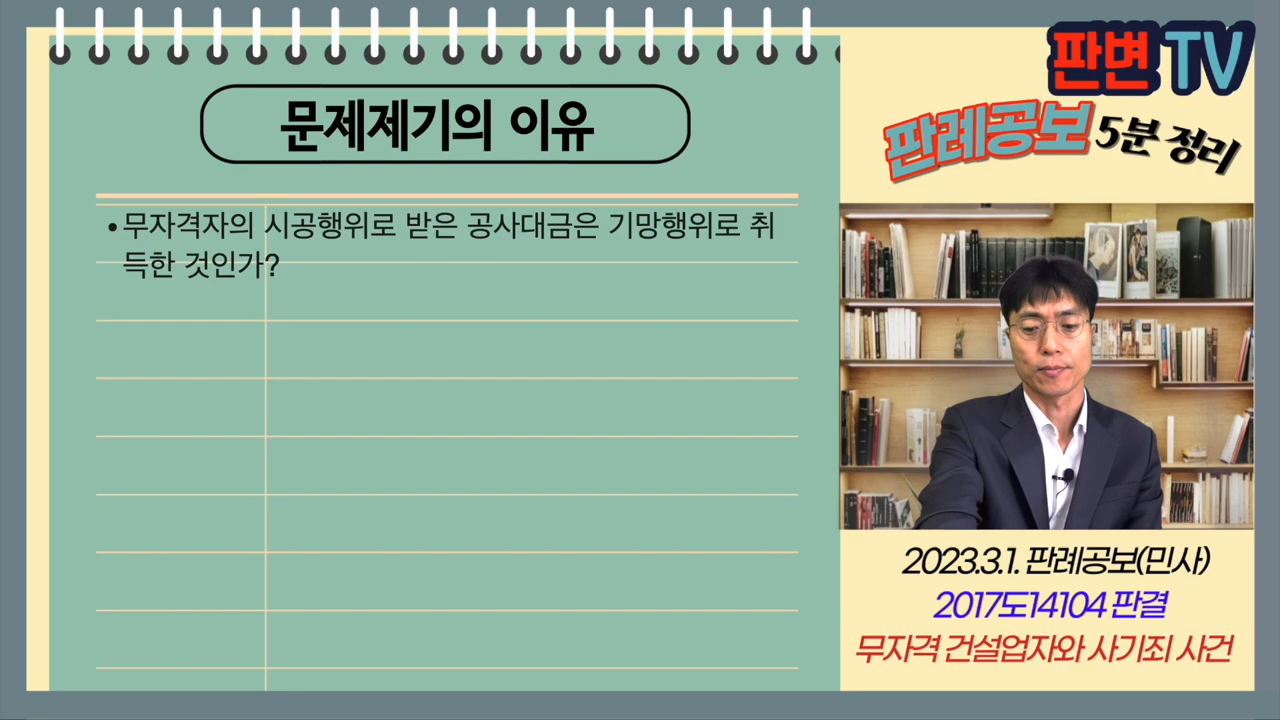 문제제기의 이유
•무자격자의 시공행위로 받은 공사대금은 기망행위로 취
득한 것인가?
판변 TV
판례공보 5분 정리
2023.3.1. 판례공보(민사)
2017도14104 판결
무자격 건설업자와 사기죄 사건